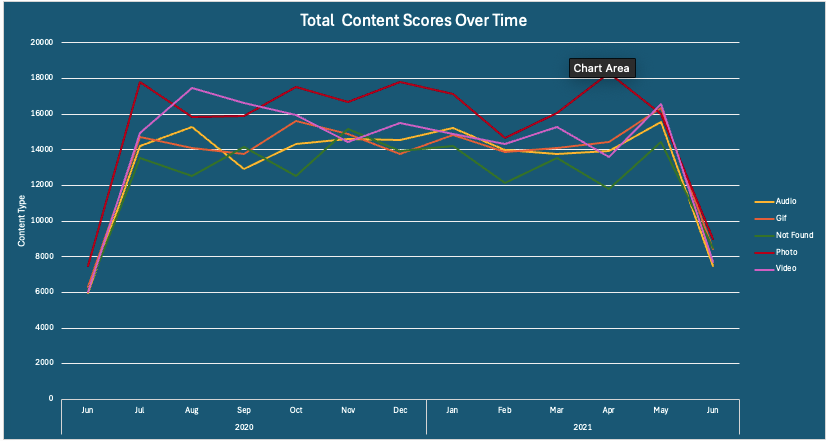 Total  Content Scores Over Time
20000
Chart Area
18000
16000
14000
12000
10000
8000
6000
4000
2000
0
Content Type
Audio
Gif
Not Found
Photo
Video
Jun Jul Aug Sep Oct Nov Dec Jan Feb Mar Apr May Jun
2020 2021